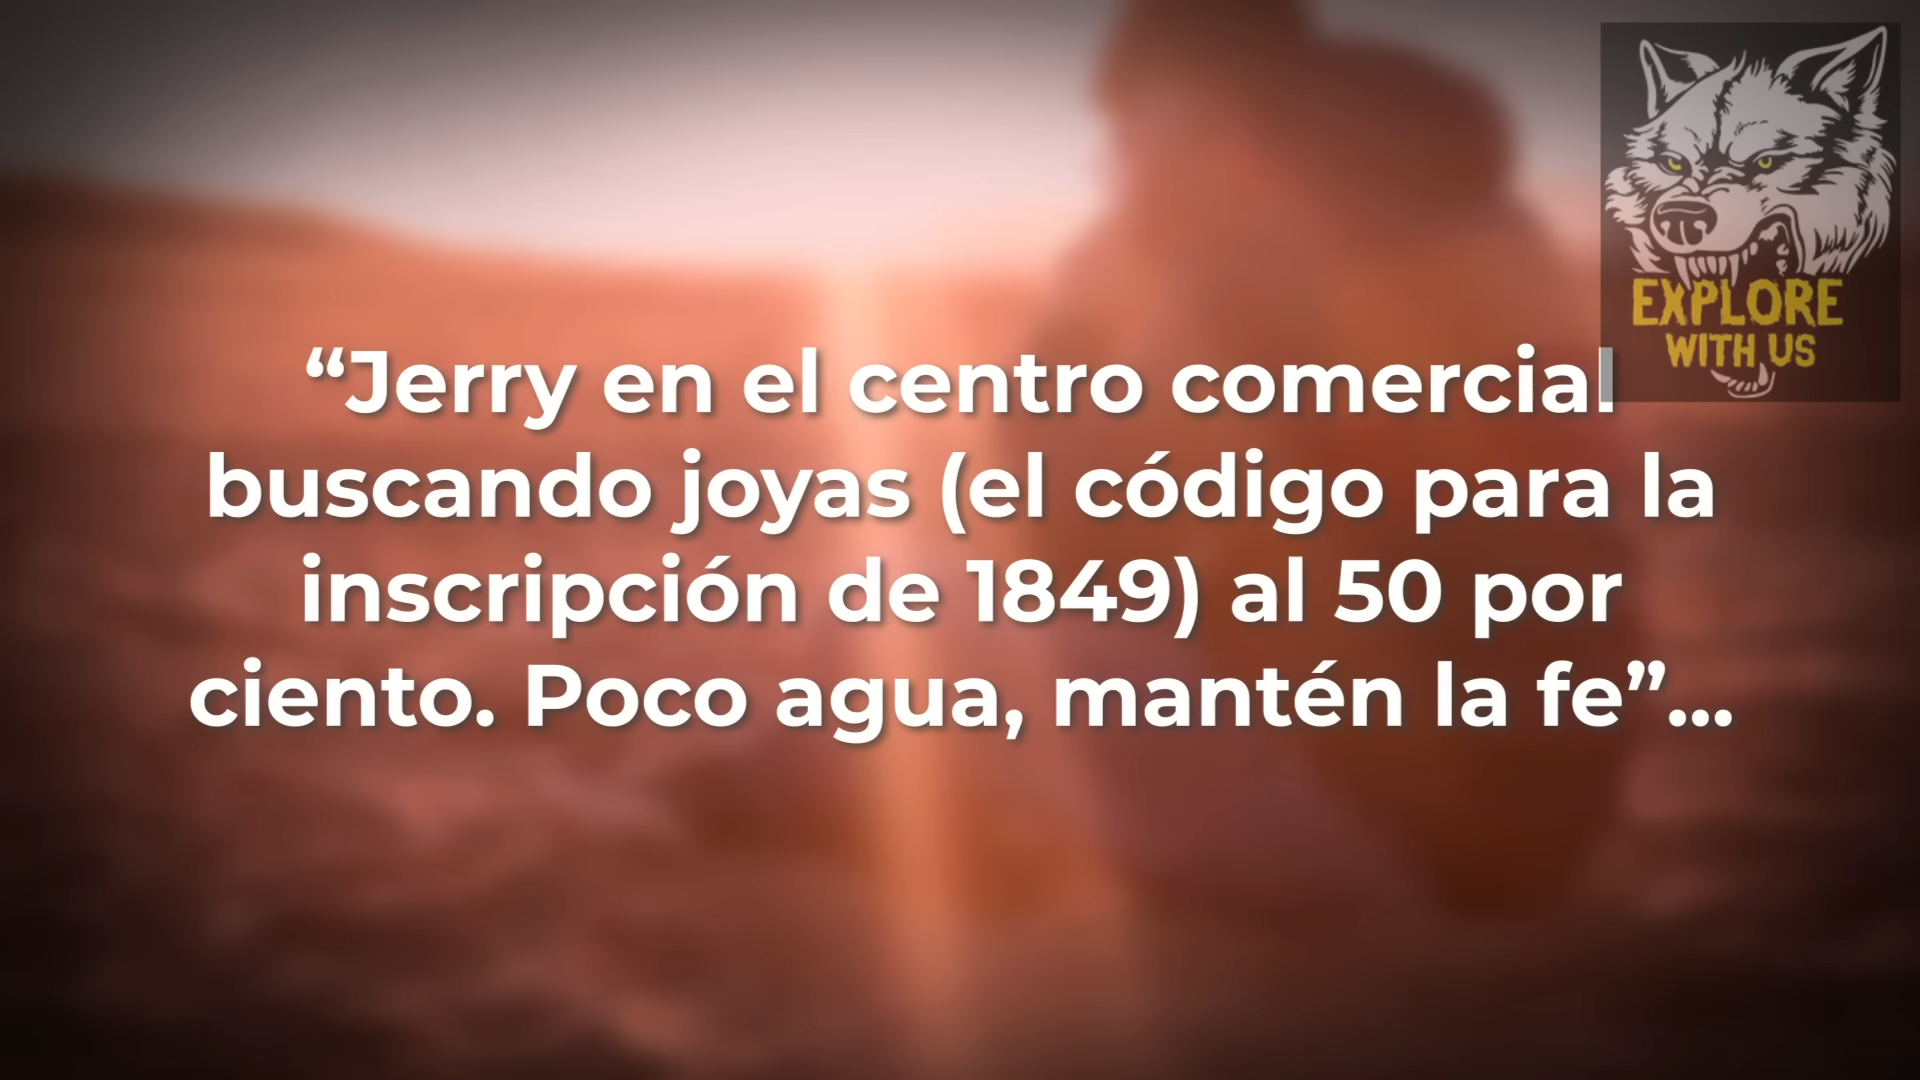 “Jerry en el centro comercial
buscando joyas (el código para la
inscripción de 1849) al 50 por
ciento. Poco agua, mantén la fe”...
EXPLORE
WITH US